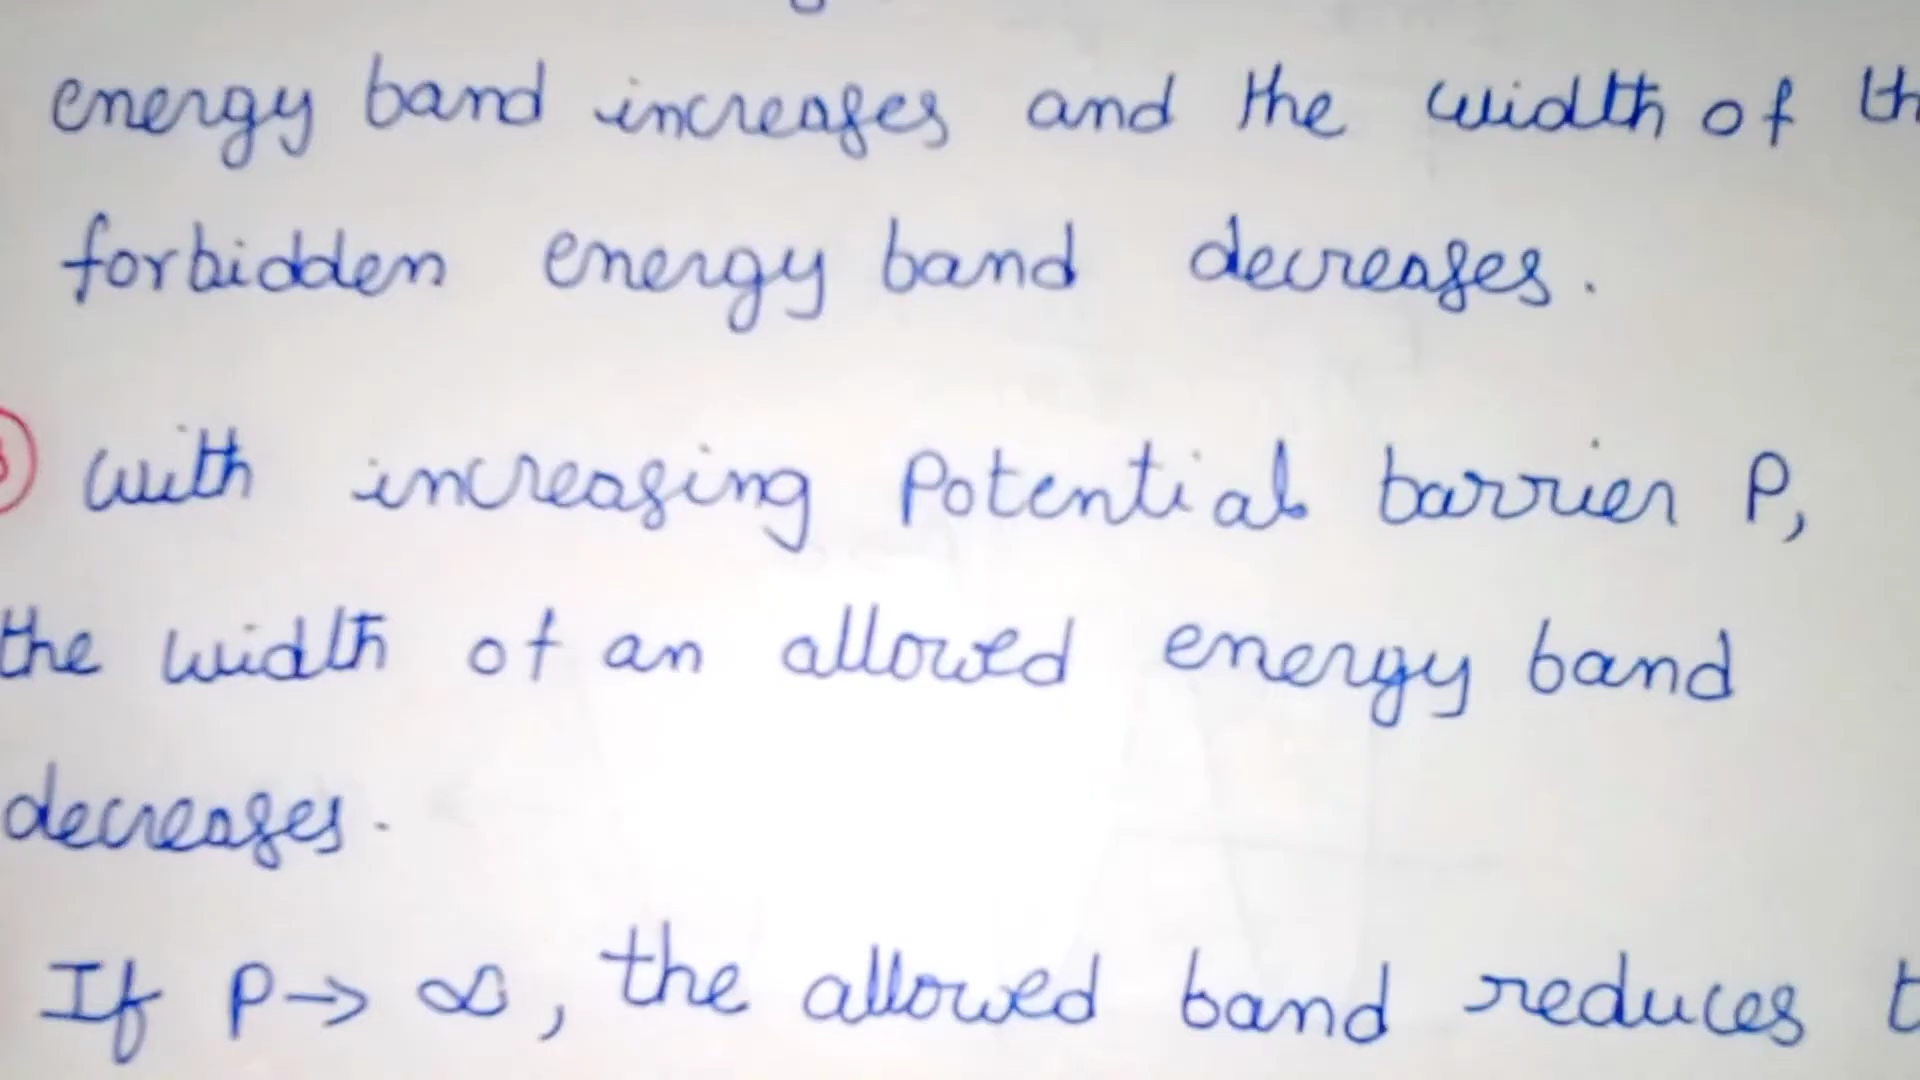 energy band increases and the width of th
forbidden energy band decreases.
with increasing Potential barrier P,
the width of an allowed energy band
decreases.
If P→ ∞, the allowed band reduces t